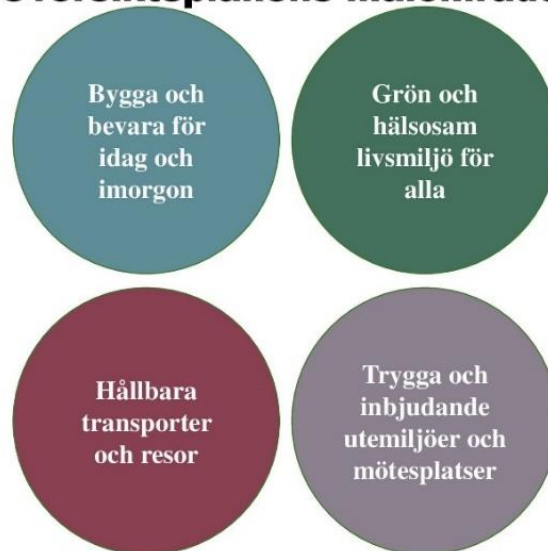 Bygga och
bevara för
idag och
imorgon
Grön och
hälsosam
livsmiljö för
alla
Hållbara
transporter
och resor
Trygga och
inbjudande
utemiljöer och
mötesplatser